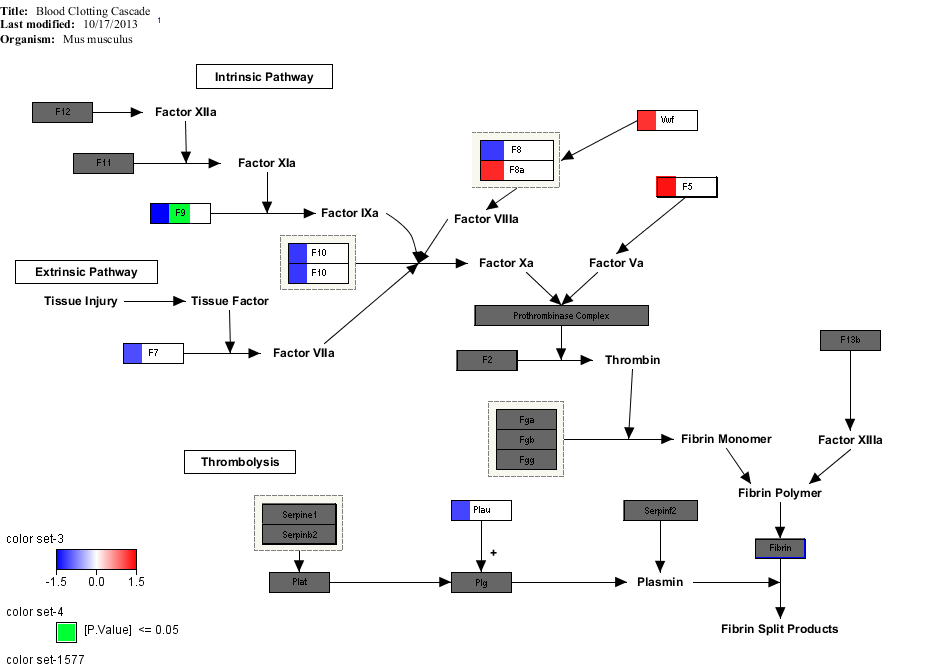 Title: Blood Clotting Cascade
Last modified: 10/17/2013 1
Organism: Mus musculus
Intrinsic Pathway
F12
Factor XIIa
Vwf
F8
F8a
F11
Factor XIa
F5
F9
Factor IXa
Factor VIIIa
F10
F10
Factor Xa
Factor Va
Extrinsic Pathway
Tissue Injury
Tissue Factor
Prothrombinase Complex
F7
Factor VIIa
F2
Thrombin
F13b
Fga
Fgb
Fgg
Fibrin Monomer
Factor XIIIa
Thrombolysis
Fibrin Polymer
Serpine1
Serpinb2
Plau
Serpinf2
+
Fibrin
Plat
Plg
Plasmin
Fibrin Split Products
color set-3
-1.5 0.0 1.5
color set-4
[P.Value] <= 0.05
color set-1577